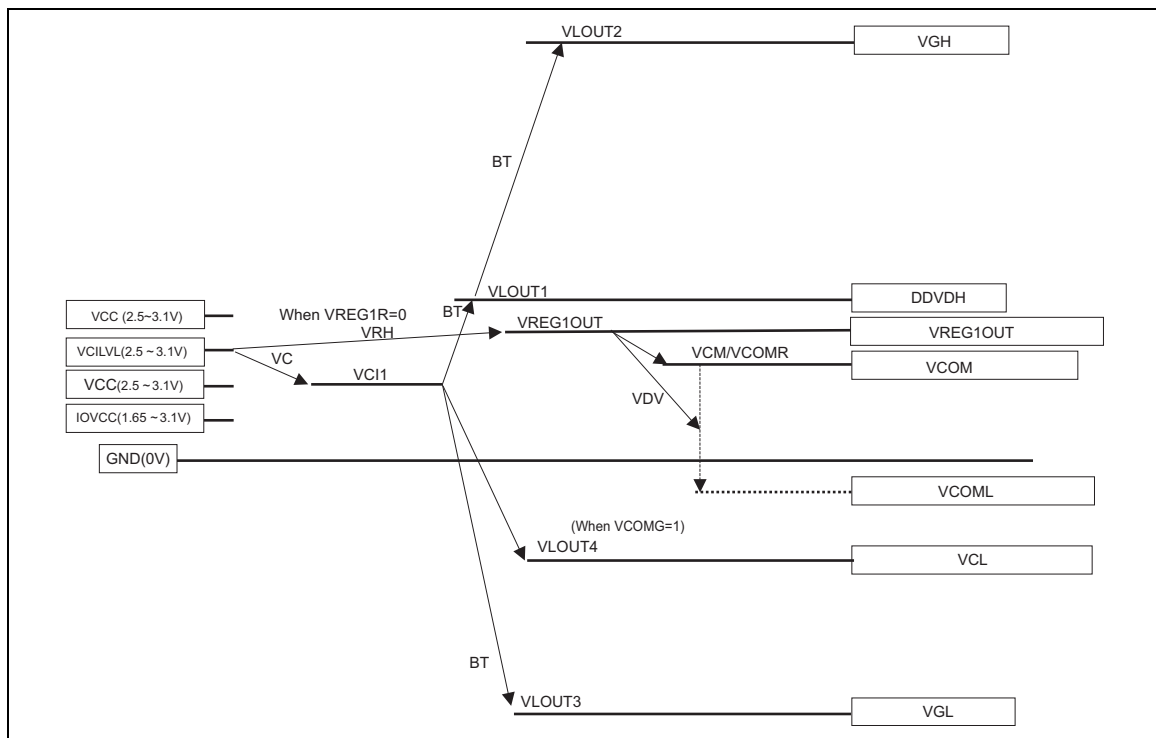 VLOUT2
VGH
BT
VLOUT1
DDVDH
BT
VCC (2.5~3.1V)
When VREG1R=0
VRH
VREG1OUT
VREG1OUT
VCILVL(2.5 ~ 3.1V)
VC
VCM/VCOMR
VCOM
VCI1
VCC(2.5~3.1V)
VDV
IOVCC(1.65 ~ 3.1V)
GND(0V)
VCOML
(When VCOMG=1)
VLOUT4
VCL
BT
VLOUT3
VGL